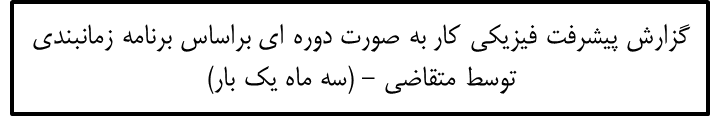 گزارش پیشرفت فیزیکی کار به صورت دوره ای براساس برنامه زمانبندی
توسط متقاضی – (سه ماه یک بار)